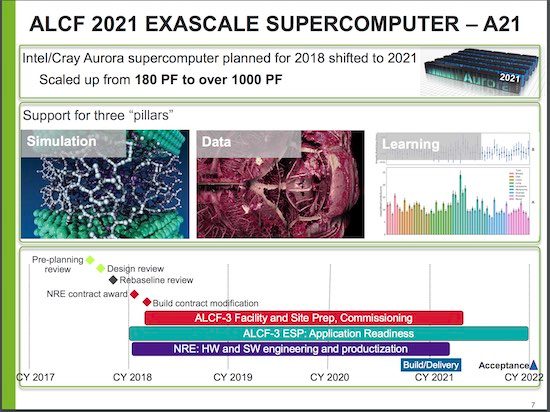 ALCF 2021 EXASCALE SUPERCOMPUTER – A21
Intel/Cray Aurora supercomputer planned for 2018 shifted to 2021
Scaled up from 180 PF to over 1000 PF
2021
Support for three “pillars”
Simulation
Data
Learning
Pre-planning
review
Design review
Rebaseline review
NRE contract award
Build contract modification
ALCF-3 Facility and Site Prep, Commissioning
ALCF-3 ESP: Application Readiness
NRE: HW and SW engineering and productization
Build/Delivery
Acceptance
CY 2017
CY 2018
CY 2019
CY 2020
CY 2021
CY 2022
7